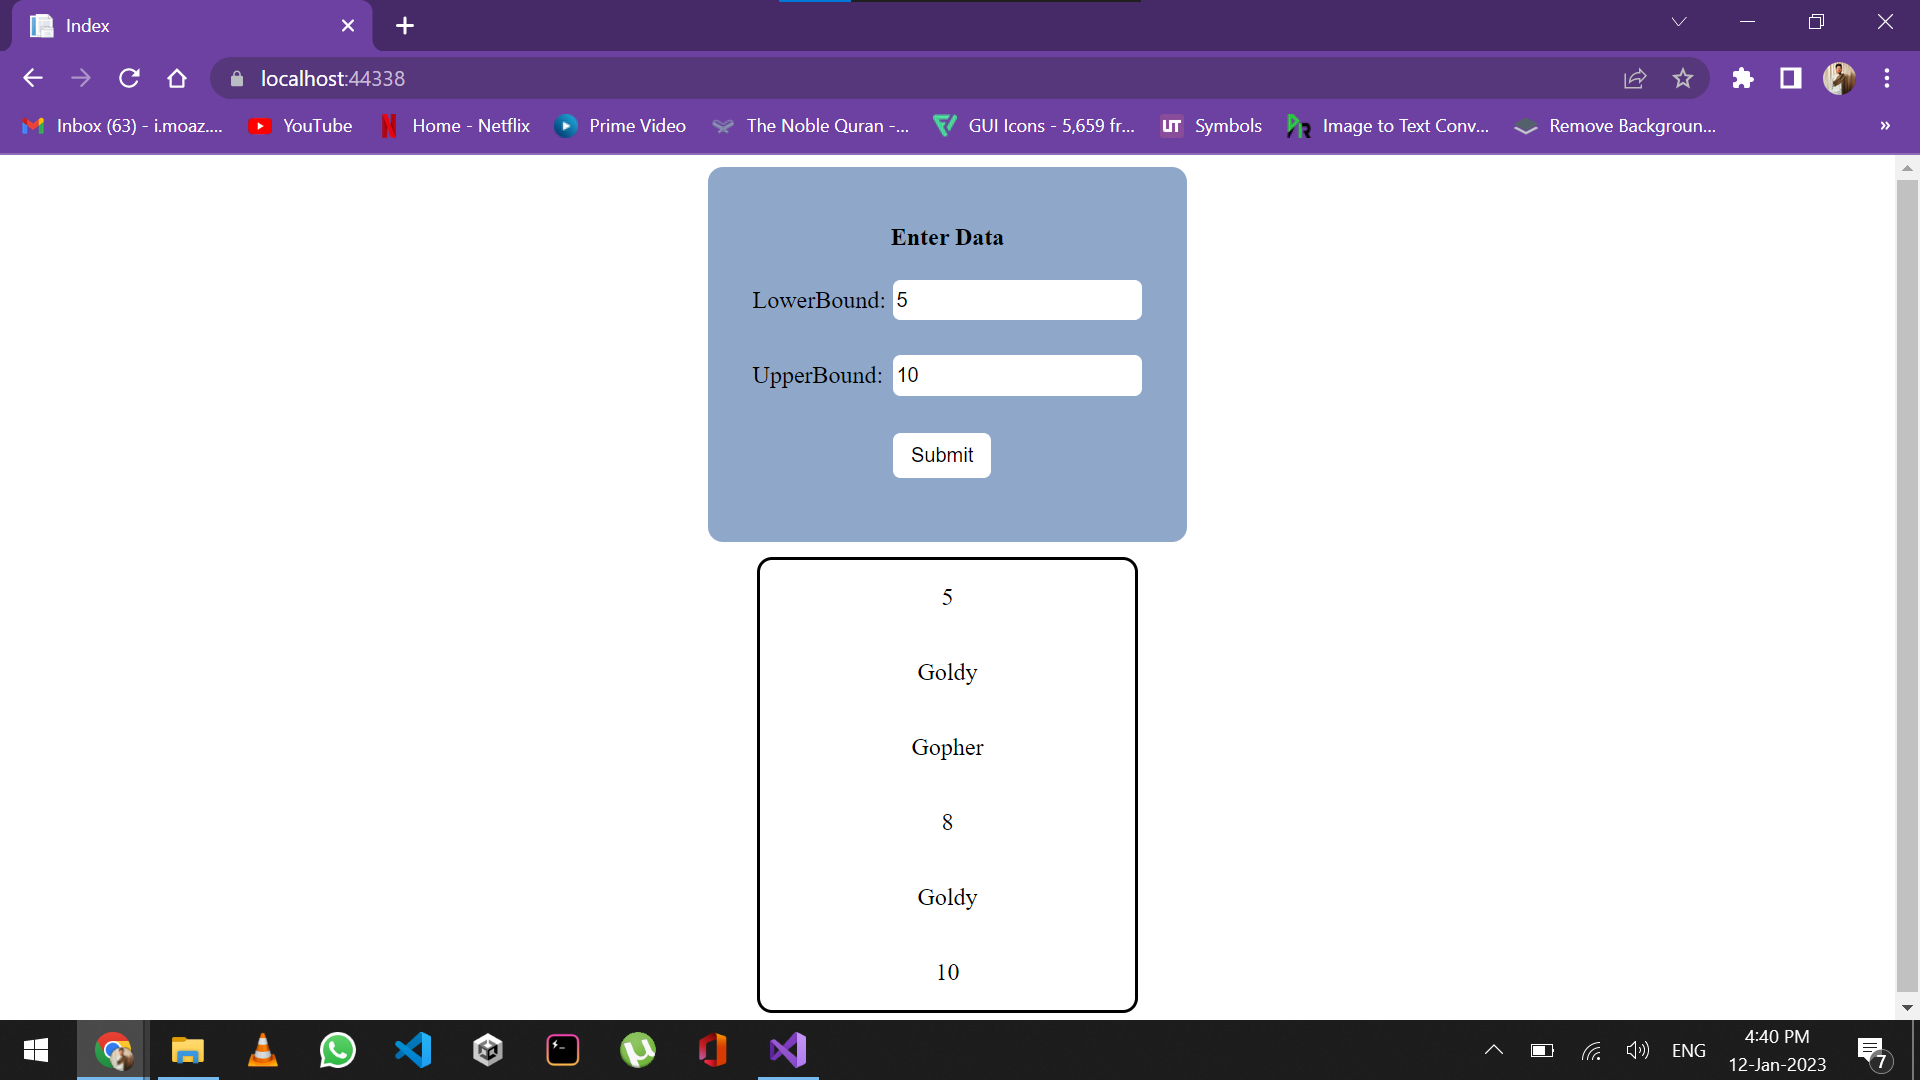 Index
localhost:44338
Inbox (63) - i.moaz.... YouTube Home - Netflix Prime Video The Noble Quran -... GUI Icons - 5,659 fr... UT Symbols Image to Text Conv... Remove Backgroun... »
Enter Data
LowerBound: 5
UpperBound: 10
Submit
5
Goldy
Gopher
8
Goldy
10
ENG
4:40 PM
12-Jan-2023
7